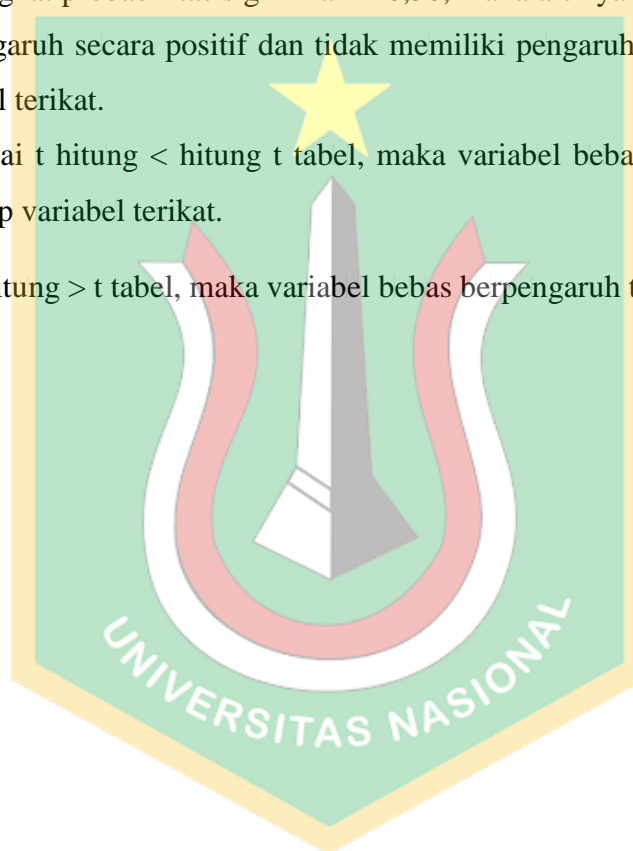 garuh secara positif dan tidak memiliki pengaruh
l terikat.
ai t hitung < hitung t tabel, maka variabel beba
p variabel terikat.
itung > t tabel, maka variabel bebas berpengaruh t
UNIVERSITAS NASIONAL